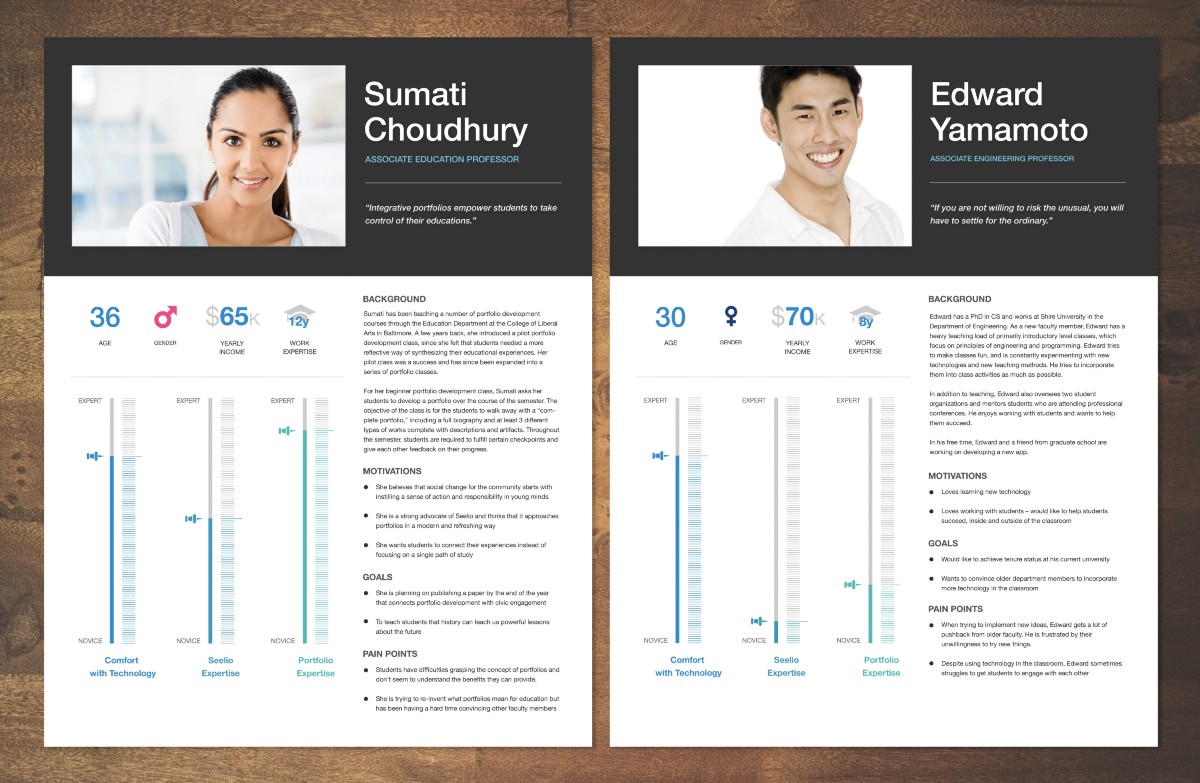 Sumati
Choudhury
ASSOCIATE EDUCATION PROFESSOR
“Integrative portfolios empower students to take
control of their educations.”
36
AGE
GENDER
$65K
YEARLY
INCOME
12y
WORK
EXPERTISE
EXPERT
EXPERT
EXPERT
NOVICE
NOVICE
NOVICE
Comfort
with Technology
Seelio
Expertise
Portfolio
Expertise
BACKGROUND
Sumati has been teaching a number of portfolio development
courses through the Education Department at the College of Liberal
Arts in Baltimore. A few years back, she introduced a pilot portfolio
development class, since she felt that students needed a more
reflective way of synthesizing their educational experiences. Her
pilot class was a success and has since been expanded into a
series of portfolio classes.
For her beginner portfolio development class, Sumati asks her
students to develop a portfolio over the course of the semester. The
objective of the class is for the students to walk away with a “com-
plete portfolio,” including a full biography and at least 3 different
types of works complete with descriptions and artifacts. Throughout
the semester, students are required to fulfill certain checkpoints and
give each other feedback on their progress.
MOTIVATIONS
● She believes that social change for the community starts with
instilling a sense of action and responsibility in young minds
● She is a strong advocate of Seelio and thinks that it approaches
portfolios in a modern and refreshing way
● She wants students to connect their experiences instead of
focusing on a single path of study
GOALS
● She is planning on publishing a paper by the end of the year
that connects portfolio development with civic engagement
● To teach students that history can teach us powerful lessons
about the future
PAIN POINTS
● Students have difficulties grasping the concept of portfolios and
don't seem to understand the benefits they can provide.
● She is trying to re-invent what portfolios mean for education but
has been having a hard time convincing other faculty members
Edward
Yamamoto
ASSOCIATE ENGINEERING PROFESSOR
“If you are not willing to risk the unusual, you will
have to settle for the ordinary.”
30
AGE
GENDER
$70K
YEARLY
INCOME
8y
WORK
EXPERTISE
EXPERT
EXPERT
EXPERT
NOVICE
NOVICE
NOVICE
Comfort
with Technology
Seelio
Expertise
Portfolio
Expertise
BACKGROUND
Edward has a PhD in CS and works at Shire University in the
Department of Engineering. As a new faculty member, Edward has a
heavy teaching load of primarily introductory level classes, which
focus on principles of engineering and programming. Edward tries
to make classes fun, and is constantly experimenting with new
technologies and new teaching methods. He tries to incorporate
them into class activities as much as possible.
In addition to teaching, Edward also oversees two student
organizations and mentors students who are attending professional
conferences. He enjoys working with students and wants to help
them succeed.
In his free time, Edward and a friend from graduate school are
working on developing a new app.
MOTIVATIONS
● Loves learning new technology
● Loves working with students – would like to help students
succeed, inside and outside of the classroom
GOALS
● Would like to achieve tenure status at his current university
● Wants to convince older department members to incorporate
more technology in the classroom
PAIN POINTS
● When trying to implement new ideas, Edward gets a lot of
pushback from older faculty. He is frustrated by their
unwillingness to try new things.
● Despite using technology in the classroom, Edward sometimes
struggles to get students to engage with each other